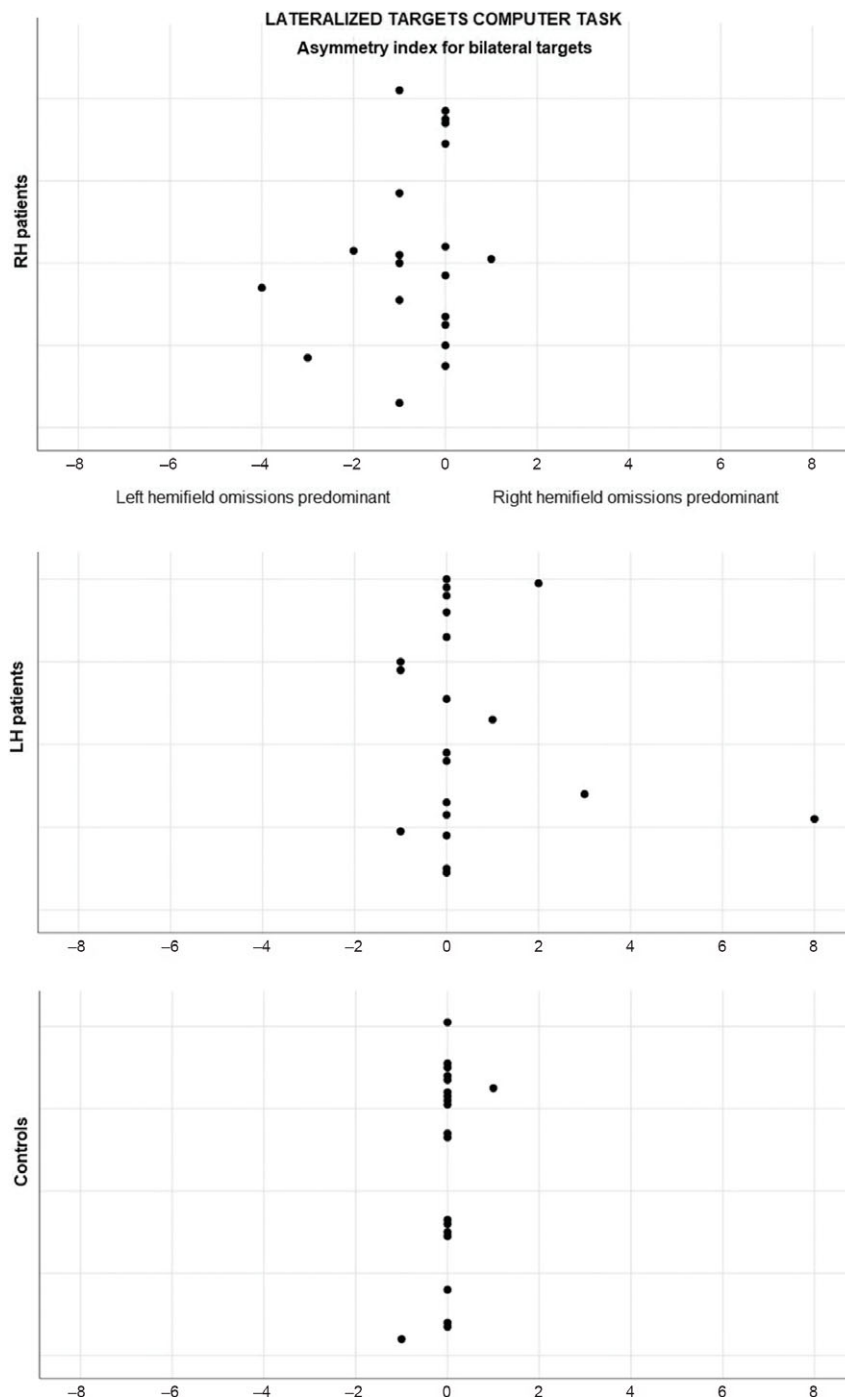 LATERALIZED TARGETS COMPUTER TASK
Asymmetry index for bilateral targets
RH patients
–8 –6 –4 –2 0 2 4 6 8
Left hemifield omissions predominant Right hemifield omissions predominant
LH patients
–8 –6 –4 –2 0 2 4 6 8
Controls
–8 –6 –4 –2 0 2 4 6 8